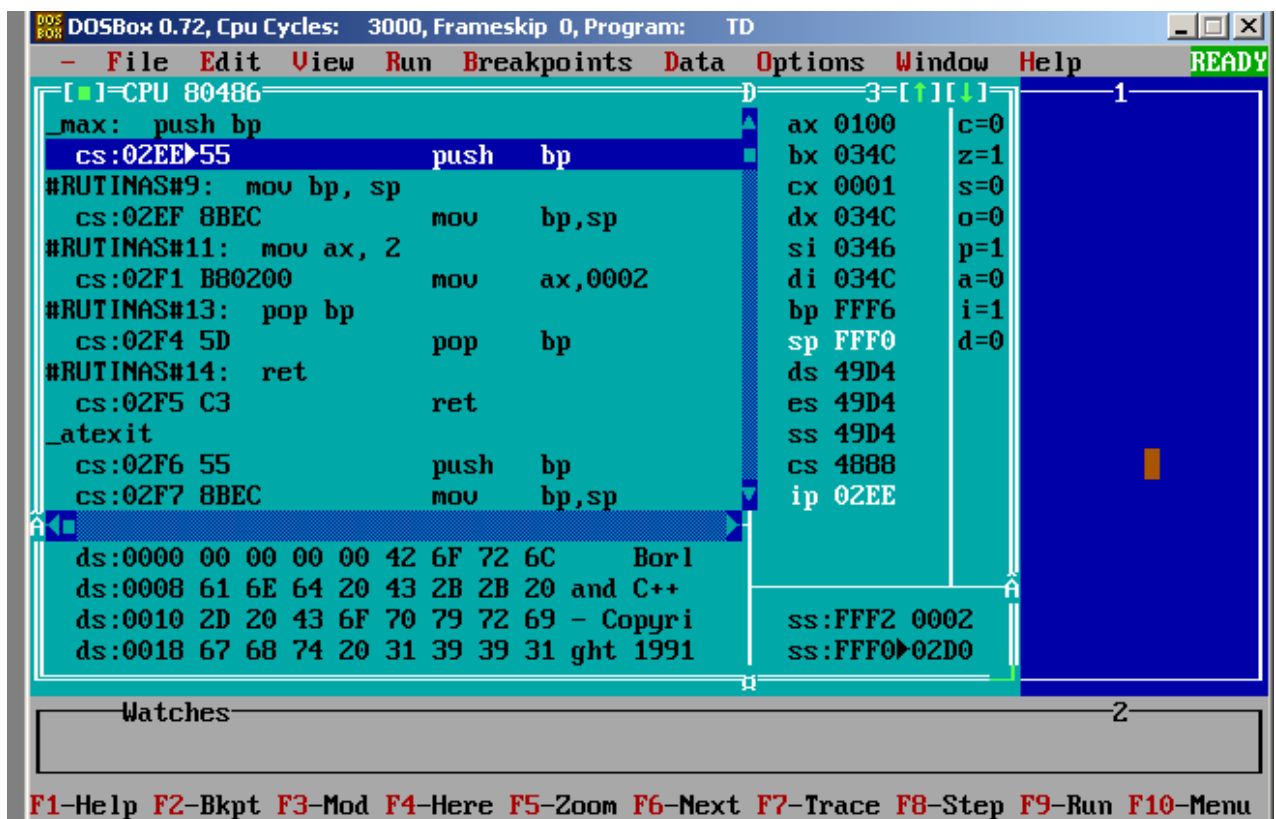 DOS BOX DOSBox 0.72, Cpu Cycles: 3000, Frameskip 0, Program: TD
- File Edit View Run Breakpoints Data Options Window Help READY
[■]=CPU 80486 D 3=[↑][↓] 1
_max: push bp ax 0100 c=0
cs:02EE►55 push bp bx 034C z=1
#RUTINAS#9: mov bp, sp cx 0001 s=0
cs:02EF 8BEC mov bp,sp dx 034C o=0
#RUTINAS#11: mov ax, 2 si 0346 p=1
cs:02F1 B80200 mov ax,0002 di 034C a=0
#RUTINAS#13: pop bp bp FFF6 i=1
cs:02F4 5D pop bp sp FFF0 d=0
#RUTINAS#14: ret ds 49D4
cs:02F5 C3 ret es 49D4
_atexit ss 49D4
cs:02F6 55 push bp cs 4888
cs:02F7 8BEC mov bp,sp ip 02EE
ds:0000 00 00 00 00 42 6F 72 6C Borl
ds:0008 61 6E 64 20 43 2B 2B 20 and C++
ds:0010 2D 20 43 6F 70 79 72 69 - Copyri ss:FFF2 0002
ds:0018 67 68 74 20 31 39 39 31 ght 1991 ss:FFF0►02D0
Watches 2
F1-Help F2-Bkpt F3-Mod F4-Here F5-Zoom F6-Next F7-Trace F8-Step F9-Run F10-Menu